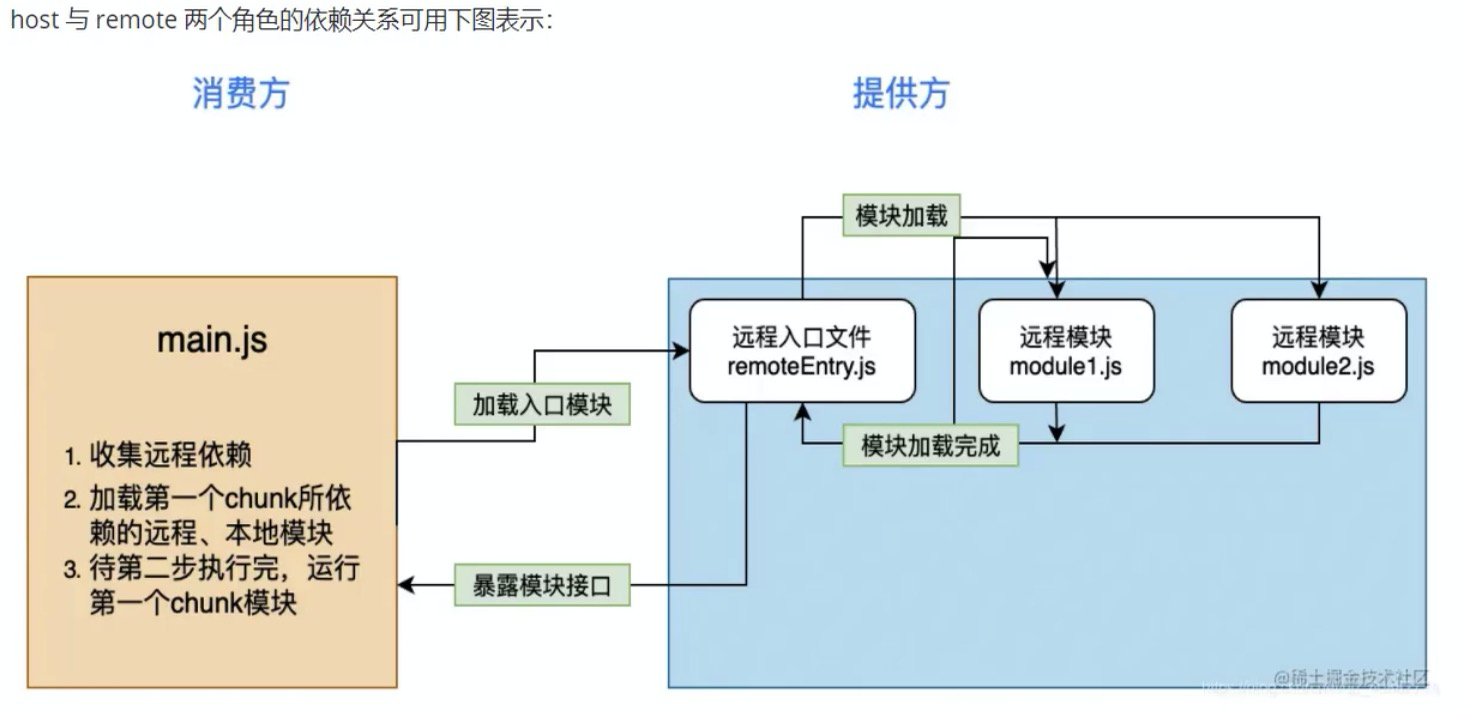 host 与 remote 两个角色的依赖关系可用下图表示：
消费方
提供方
模块加载
main.js
远程入口文件
remoteEntry.js
远程模块
module1.js
远程模块
module2.js
加载入口模块
模块加载完成
1. 收集远程依赖
2. 加载第一个chunk所依
赖的远程、本地模块
3. 待第二步执行完，运行
第一个chunk模块
暴露模块接口
@稀土掘金技术社区